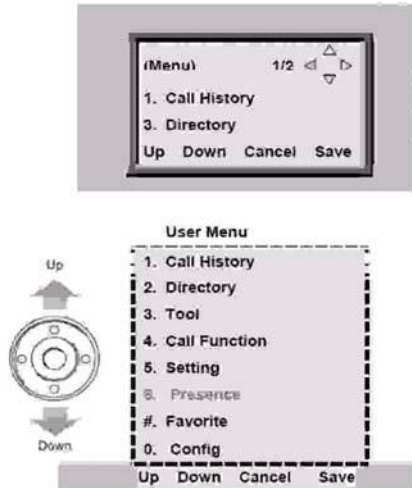 (Menu) 1/2
1. Call History
3. Directory
Up Down Cancel Save
User Menu
Up
1. Call History
2. Directory
3. Tool
4. Call Function
5. Setting
6. Presence
#. Favorite
0. Config
Down
Up Down Cancel Save